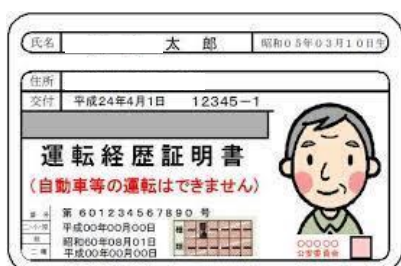 氏名 太 郎 昭和05年03月10日生
住所
交付 平成24年4月1日 12345-1
運転経歴証明書
(自動車等の運転はできません)
第 601234567890 号
平成00年00月00日
昭和60年08月01日
二種 平成00年00月00日
○○○○○
公安委員会